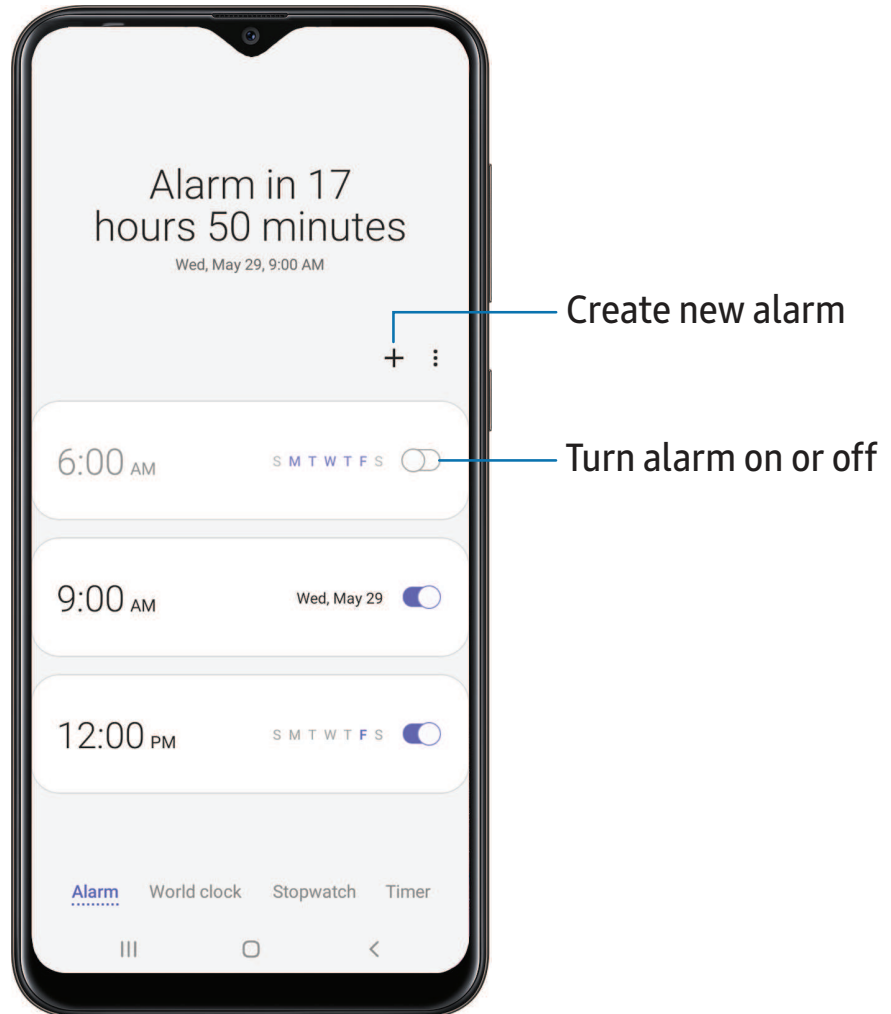 Alarm in 17
hours 50 minutes
Wed, May 29, 9:00 AM
Create new alarm
+
6:00 AM S M T W T F S
Turn alarm on or off
9:00 AM Wed, May 29
12:00 PM S M T W T F S
Alarm World clock Stopwatch Timer